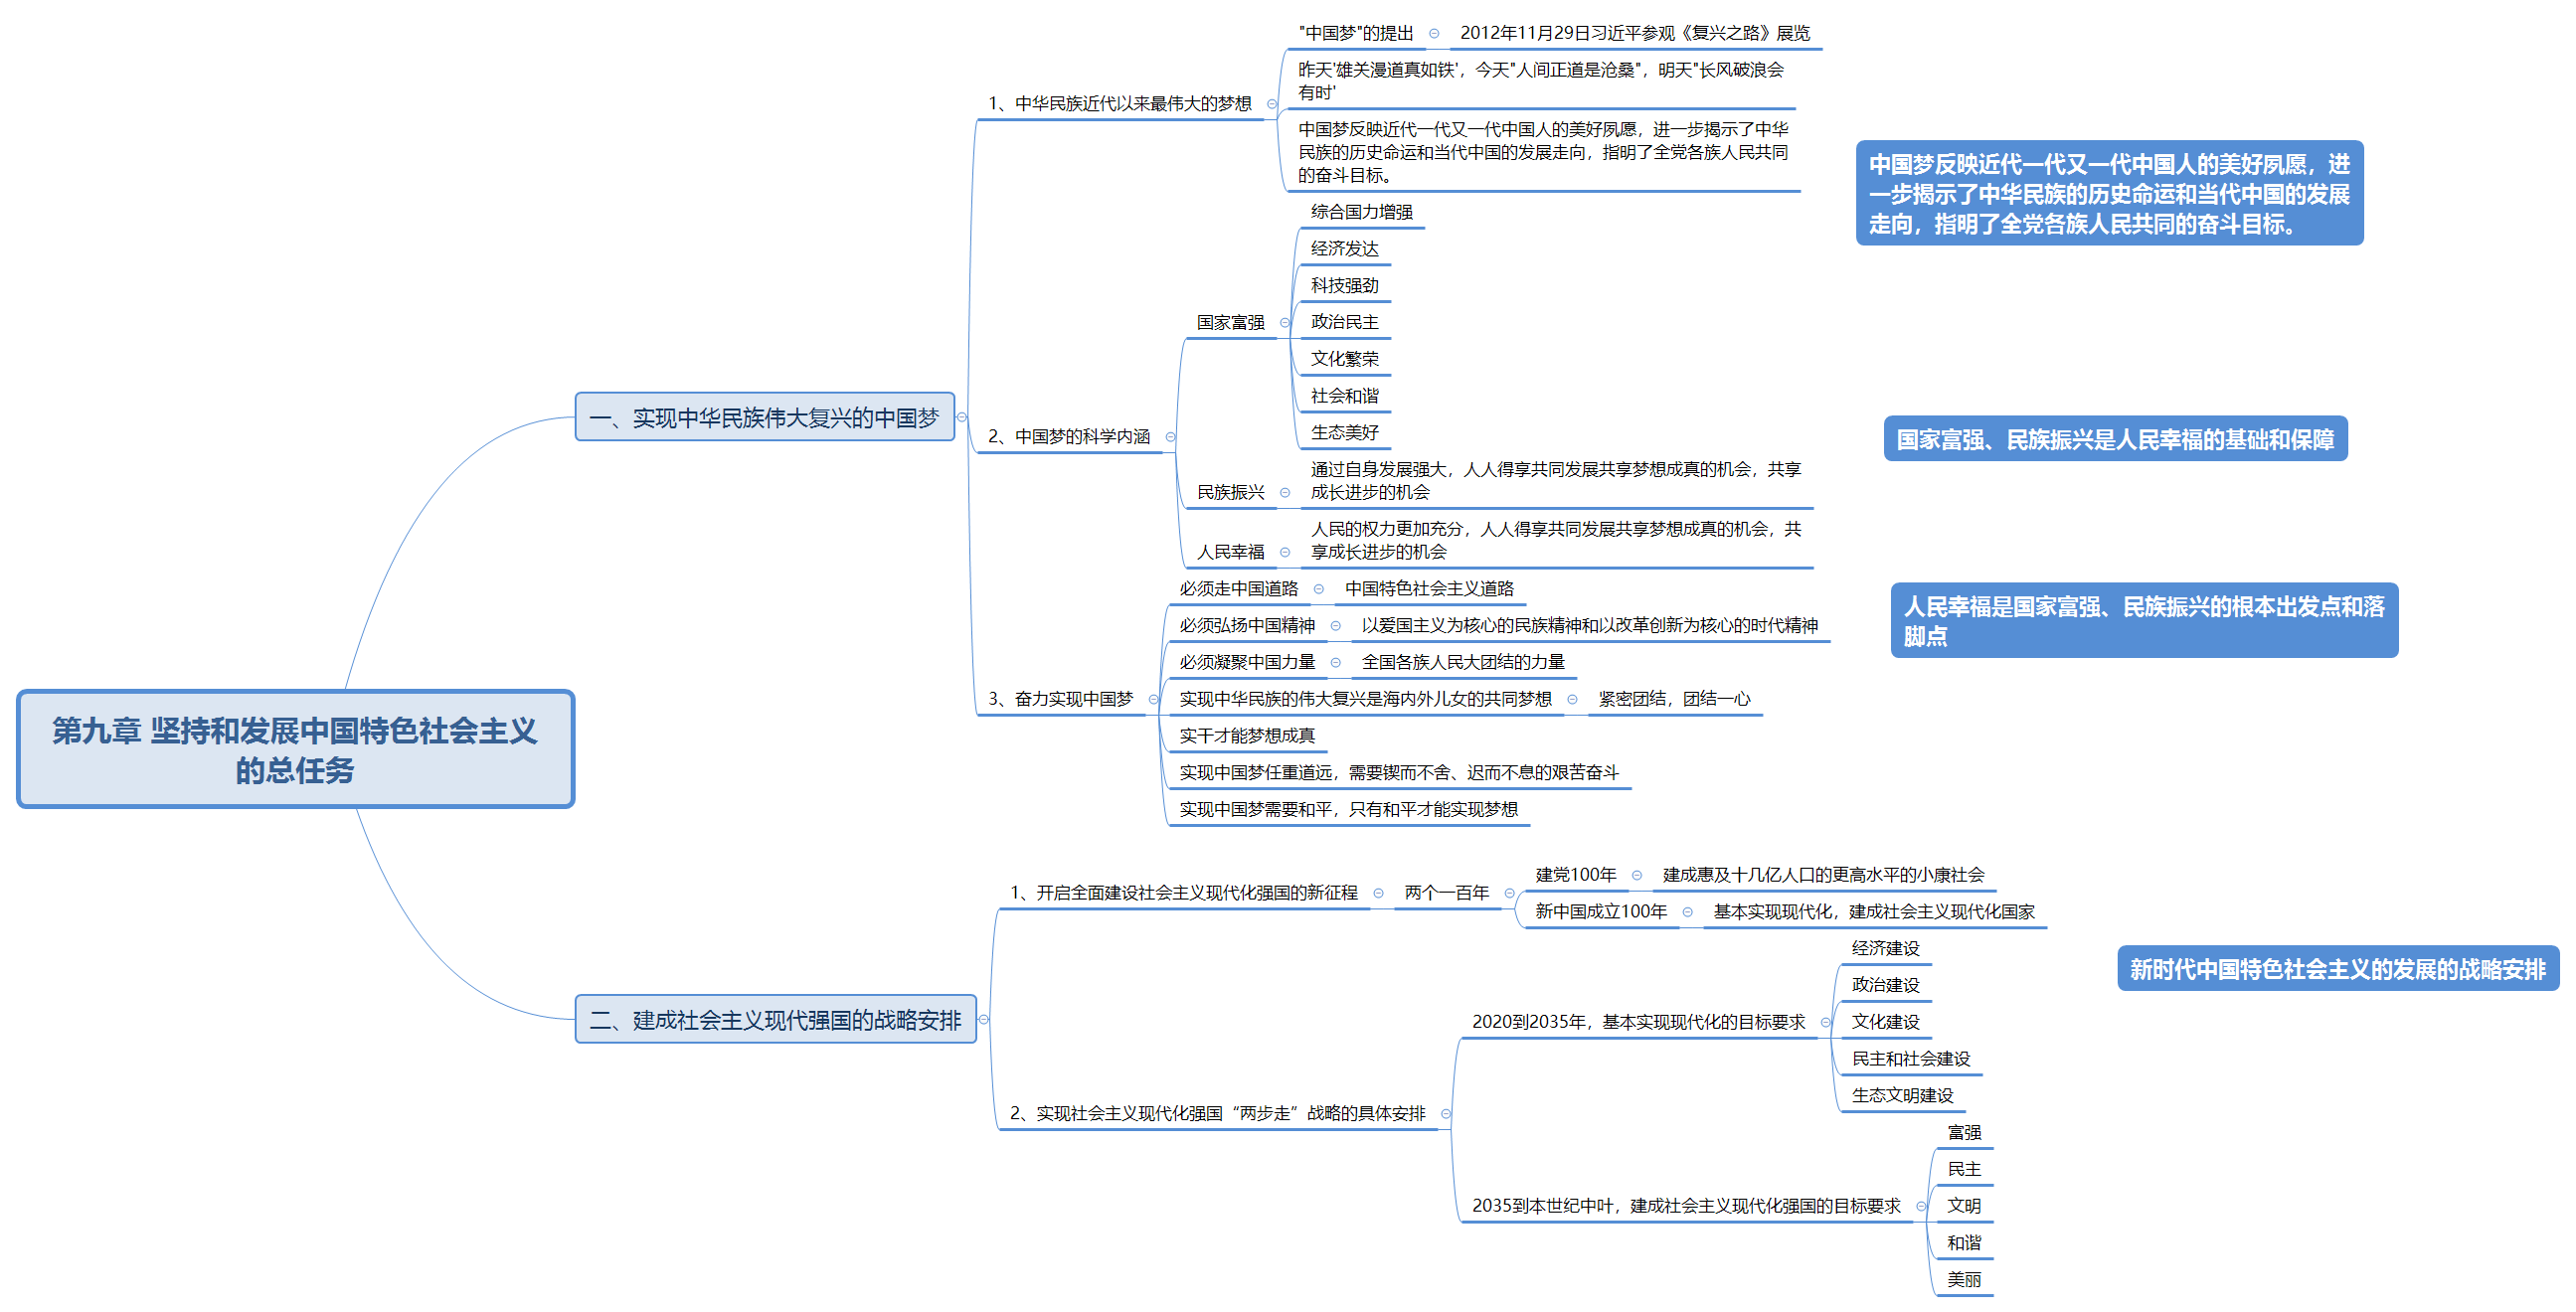 第九章 坚持和发展中国特色社会主义
的总任务
一、实现中华民族伟大复兴的中国梦
1、中华民族近代以来最伟大的梦想
"中国梦"的提出
2012年11月29日习近平参观《复兴之路》展览
昨天'雄关漫道真如铁'，今天"人间正道是沧桑"，明天"长风破浪会
有时'
中国梦反映近代一代又一代中国人的美好夙愿，进一步揭示了中华
民族的历史命运和当代中国的发展走向，指明了全党各族人民共同
的奋斗目标。
2、中国梦的科学内涵
国家富强
综合国力增强
经济发达
科技强劲
政治民主
文化繁荣
社会和谐
生态美好
民族振兴
通过自身发展强大，人人得享共同发展共享梦想成真的机会，共享
成长进步的机会
人民幸福
人民的权力更加充分，人人得享共同发展共享梦想成真的机会，共
享成长进步的机会
3、奋力实现中国梦
必须走中国道路
中国特色社会主义道路
必须弘扬中国精神
以爱国主义为核心的民族精神和以改革创新为核心的时代精神
必须凝聚中国力量
全国各族人民大团结的力量
实现中华民族的伟大复兴是海内外儿女的共同梦想
紧密团结，团结一心
实干才能梦想成真
实现中国梦任重道远，需要锲而不舍、迟而不息的艰苦奋斗
实现中国梦需要和平，只有和平才能实现梦想
中国梦反映近代一代又一代中国人的美好夙愿，进
一步揭示了中华民族的历史命运和当代中国的发展
走向，指明了全党各族人民共同的奋斗目标。
国家富强、民族振兴是人民幸福的基础和保障
人民幸福是国家富强、民族振兴的根本出发点和落
脚点
二、建成社会主义现代强国的战略安排
1、开启全面建设社会主义现代化强国的新征程
两个一百年
建党100年
建成惠及十几亿人口的更高水平的小康社会
新中国成立100年
基本实现现代化，建成社会主义现代化国家
2、实现社会主义现代化强国“两步走”战略的具体安排
2020到2035年，基本实现现代化的目标要求
经济建设
政治建设
文化建设
民主和社会建设
生态文明建设
2035到本世纪中叶，建成社会主义现代化强国的目标要求
富强
民主
文明
和谐
美丽
新时代中国特色社会主义的发展的战略安排